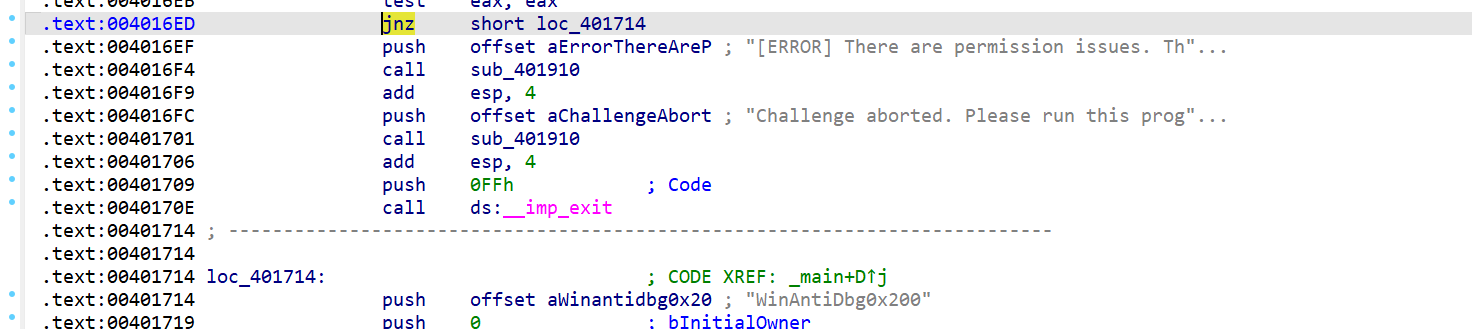 .text:004016EB test eax, eax
.text:004016ED jnz short loc_401714
.text:004016EF push offset aErrorThereAreP ; "[ERROR] There are permission issues. Th"...
.text:004016F4 call sub_401910
.text:004016F9 add esp, 4
.text:004016FC push offset aChallengeAbort ; "Challenge aborted. Please run this prog"...
.text:00401701 call sub_401910
.text:00401706 add esp, 4
.text:00401709 push 0FFh ; Code
.text:0040170E call ds:__imp_exit
.text:00401714 ; ---------------------------------------------------------------------------
.text:00401714
.text:00401714 loc_401714: ; CODE XREF: _main+D↑j
.text:00401714 push offset aWinantidbg0x20 ; "WinAntiDbg0x200"
.text:00401719 push 0 ; bInitialOwner